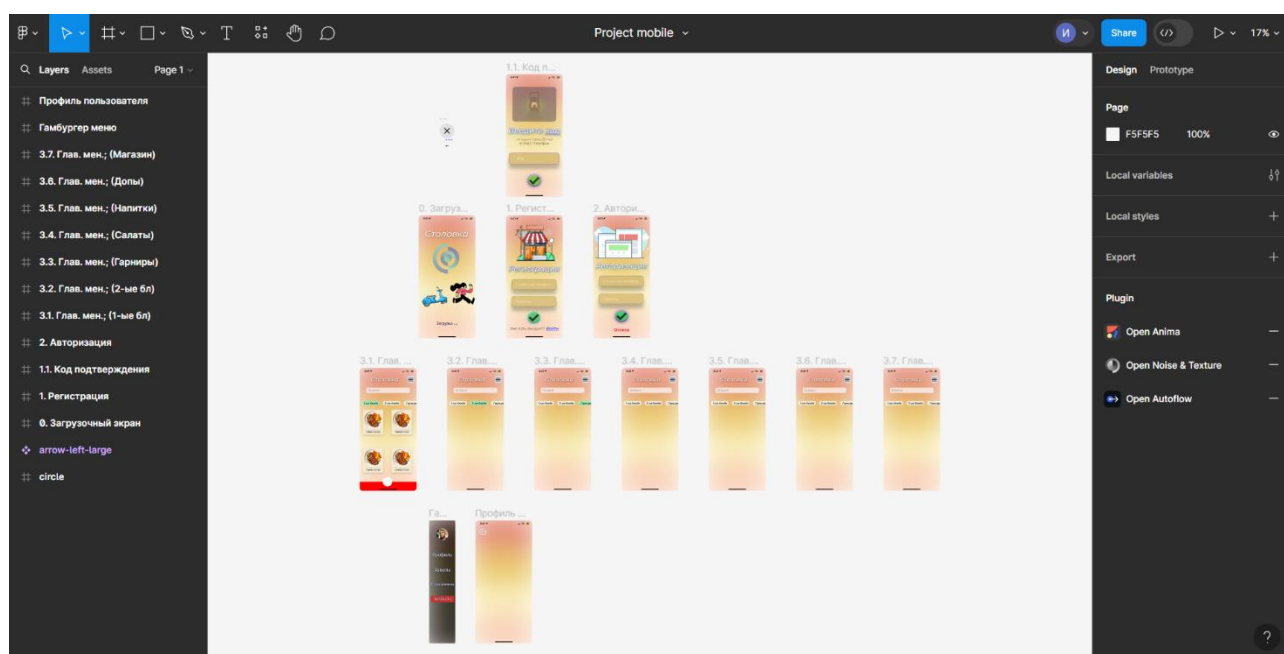 Project mobile
И
Share
17%
Layers Assets Page 1
Design Prototype
Профиль пользователя
Гамбургер меню
3.7. Глав. мен.; (Магазин)
3.6. Глав. мен.; (Допы)
3.5. Глав. мен.; (Напитки)
3.4. Глав. мен.; (Салаты)
3.3. Глав. мен.; (Гарниры)
3.2. Глав. мен.; (2-ые бл)
3.1. Глав. мен.; (1-ые бл)
2. Авторизация
1.1. Код подтверждения
1. Регистрация
0. Загрузочный экран
arrow-left-large
circle
1.1. Код п...
Введите код
0. Загруз...
1. Регист...
2. Автори...
Столовка
Регистрация
Авторизация
Загрузка ...
3.1. Глав. ...
3.2. Глав....
3.3. Глав....
3.4. Глав....
3.5. Глав....
3.6. Глав....
3.7. Глав....
Га...
Профиль ...
Профиль
Page
F5F5F5 100%
Local variables
Local styles
Export
Plugin
Open Anima
Open Noise & Texture
Open Autoflow
?